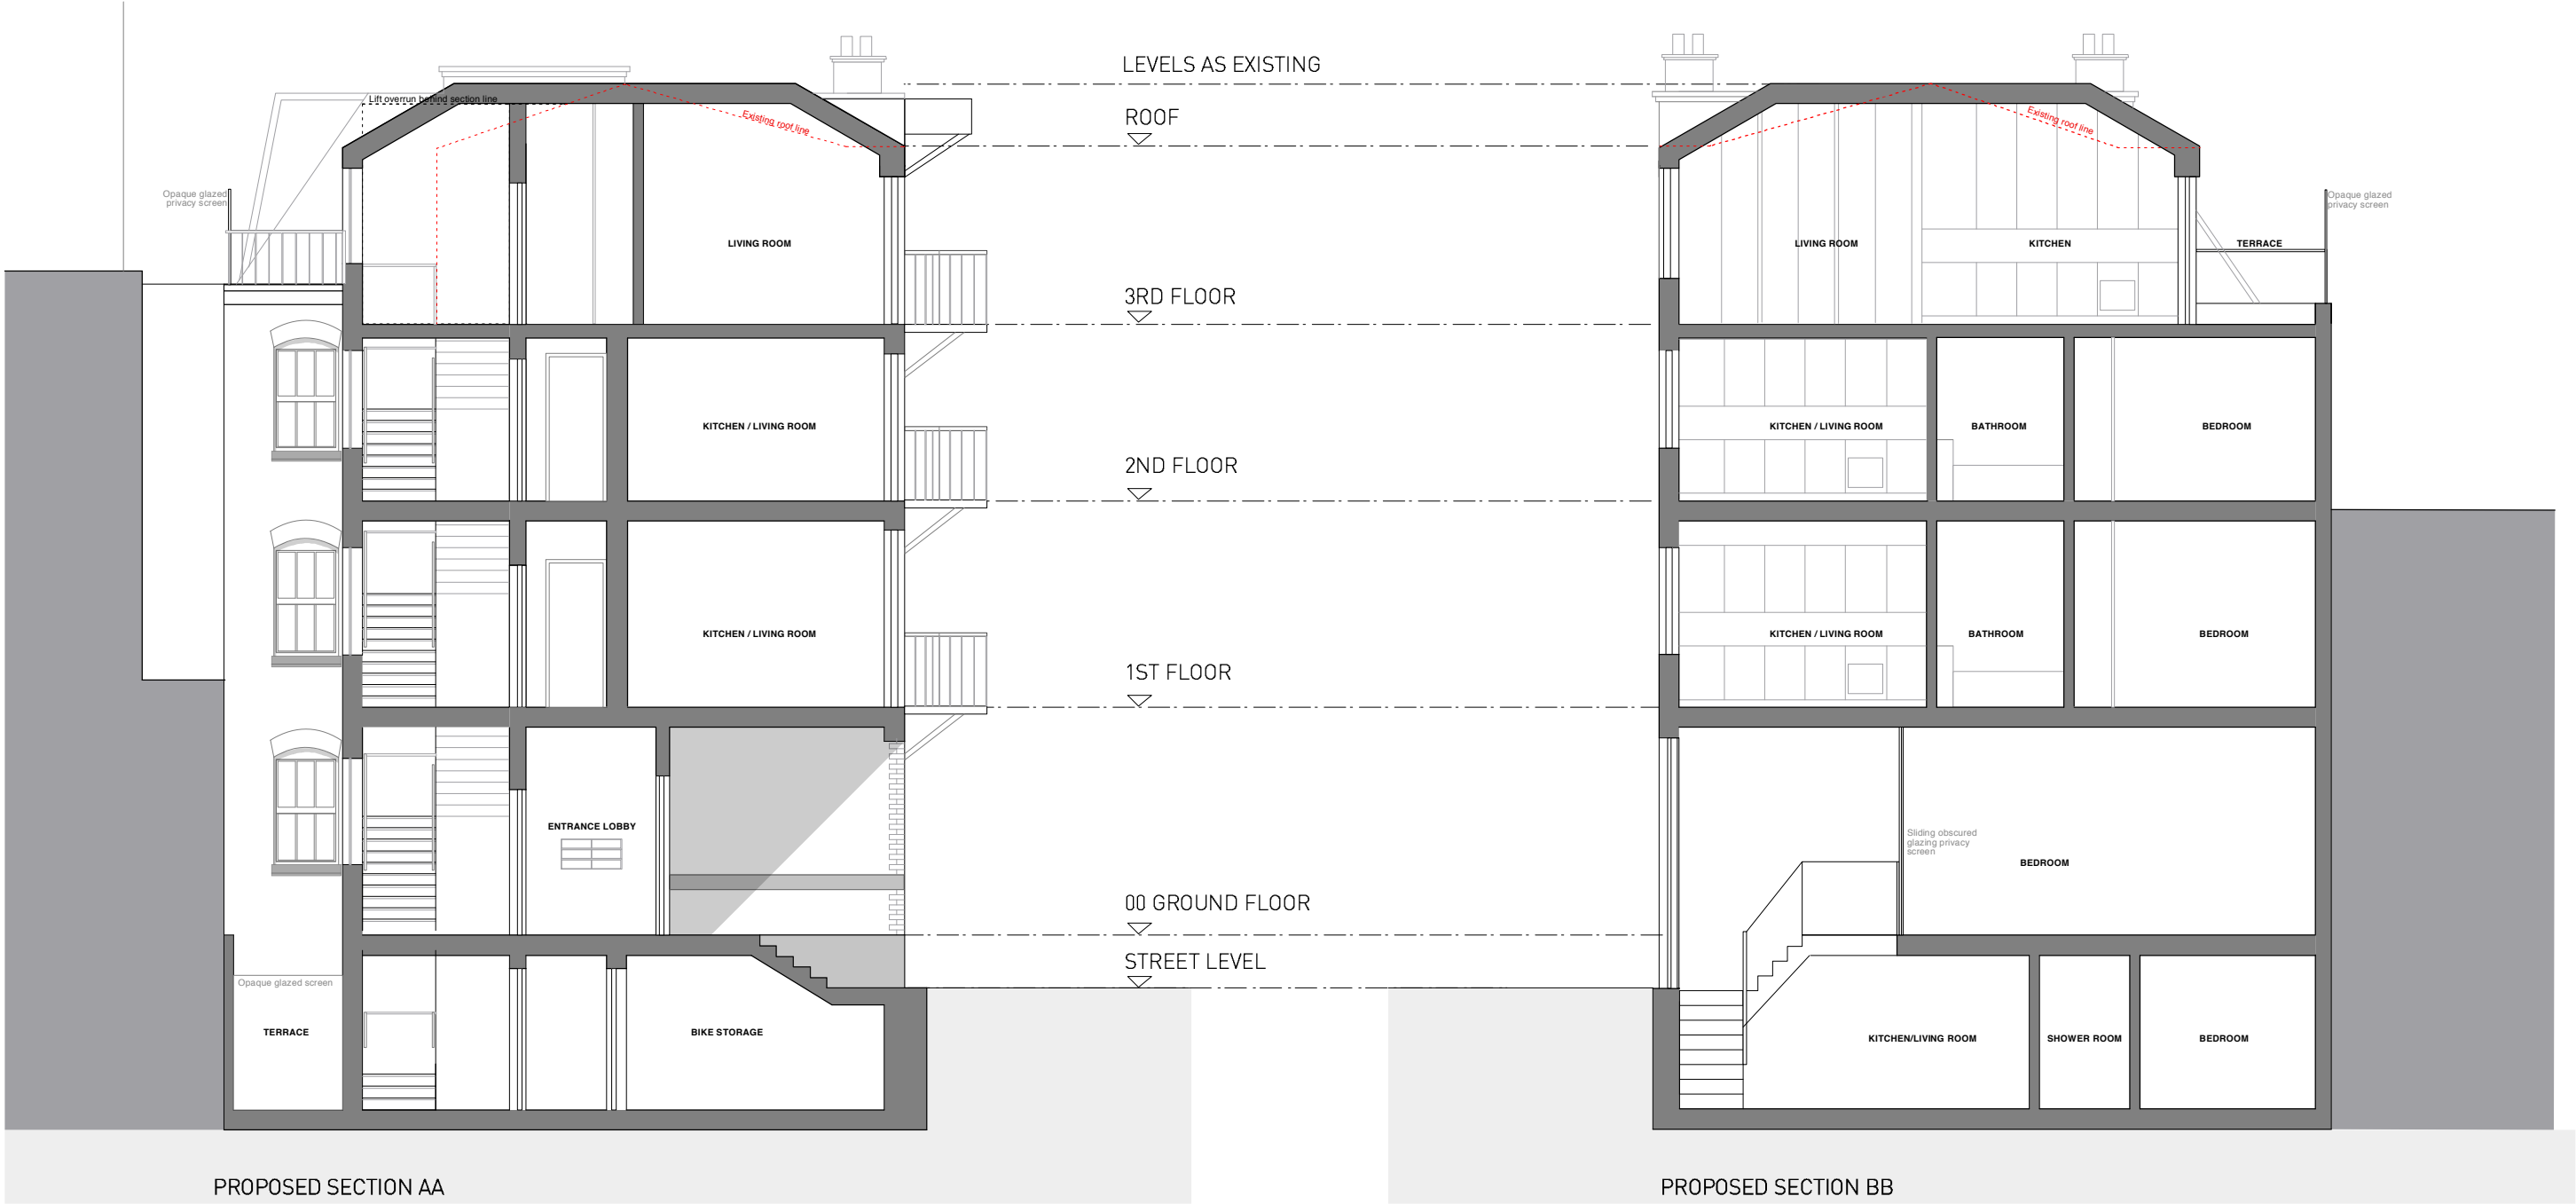 LEVELS AS EXISTING
Lift overrun behind section line
Existing roof line
ROOF
Existing roof line
Opaque glazed
privacy screen
Opaque glazed
privacy screen
LIVING ROOM
LIVING ROOM
KITCHEN
TERRACE
3RD FLOOR
KITCHEN / LIVING ROOM
KITCHEN / LIVING ROOM
BATHROOM
BEDROOM
2ND FLOOR
KITCHEN / LIVING ROOM
KITCHEN / LIVING ROOM
BATHROOM
BEDROOM
1ST FLOOR
ENTRANCE LOBBY
Sliding obscured
glazing privacy
screen
BEDROOM
00 GROUND FLOOR
STREET LEVEL
Opaque glazed screen
TERRACE
BIKE STORAGE
KITCHEN/LIVING ROOM
SHOWER ROOM
BEDROOM
PROPOSED SECTION AA
PROPOSED SECTION BB